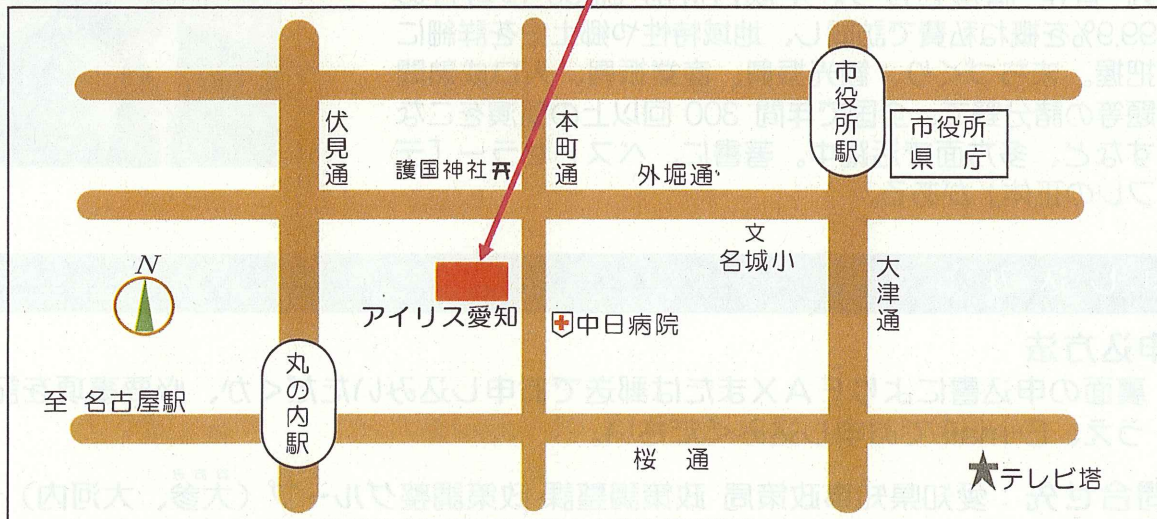 市役所駅
市役所
県庁
伏見通
本町通
護国神社
外堀通
文
名城小
大津通
N
アイリス愛知
中日病院
丸の内駅
至 名古屋駅
桜通
テレビ塔